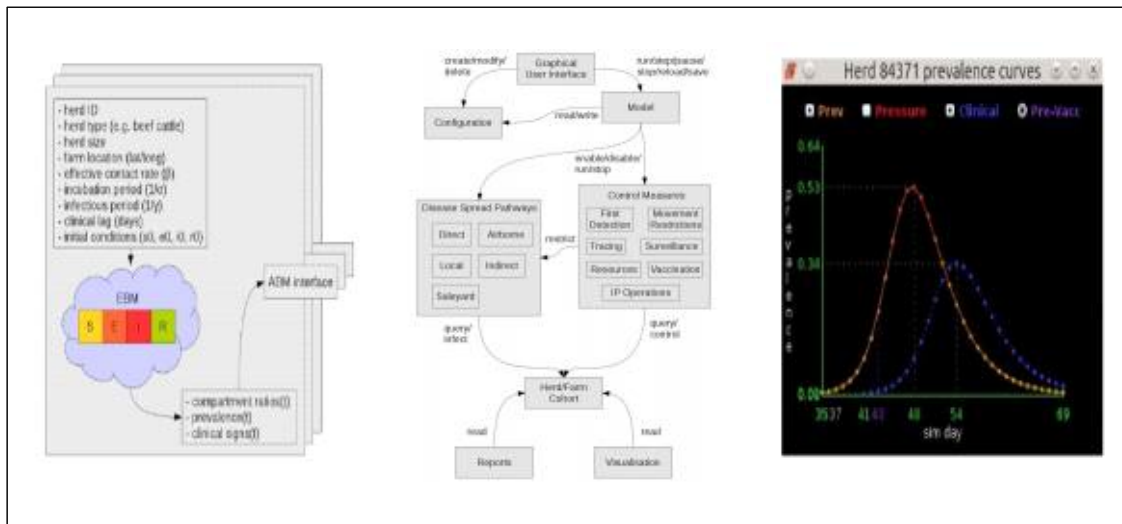 - herd ID
- herd type (e.g. beef cattle)
- herd size
- farm location (lat/long)
- effective contact rate (β)
- incubation period (1/σ)
- infectious period (1/γ)
- clinical lag (days)
- initial conditions (s0, e0, i0, r0)
EBM
S E I R
ABM interface
- compartment ratios(t)
- prevalence(t)
- clinical signs(t)
create/modify/
delete
Graphical
User Interface
run/step/pause/
stop/reload/save
Configuration
read/write
Model
enable/disable/
run/stop
Disease Spread Pathways
Direct
Airborne
Local
Indirect
Saleyard
restrict
Control Measures
First
Detection
Movement
Restrictions
Tracing
Surveillance
Resources
Vaccination
IP Operations
query/
infect
query/
control
Herd/Farm
Cohort
read
read
Reports
Visualisation
Herd 84371 prevalence curves
Prev
Pressure
Clinical
Pre-Vacc
0.64
0.53
0.34
0.00
prevalence
35 37 41 43 48 54 69
sim day